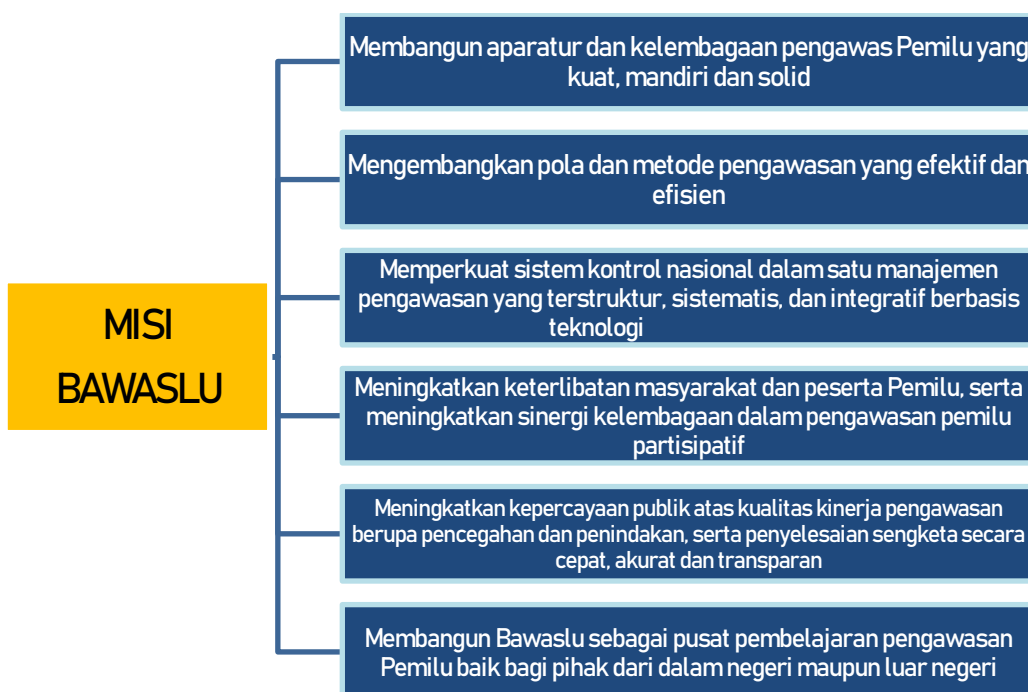 MISI
BAWASLU
Membangun aparatur dan kelembagaan pengawas Pemilu yang
kuat, mandiri dan solid
Mengembangkan pola dan metode pengawasan yang efektif dan
efisien
Memperkuat sistem kontrol nasional dalam satu manajemen
pengawasan yang terstruktur, sistematis, dan integratif berbasis
teknologi
Meningkatkan keterlibatan masyarakat dan peserta Pemilu, serta
meningkatkan sinergi kelembagaan dalam pengawasan pemilu
partisipatif
Meningkatkan kepercayaan publik atas kualitas kinerja pengawasan
berupa pencegahan dan penindakan, serta penyelesaian sengketa secara
cepat, akurat dan transparan
Membangun Bawaslu sebagai pusat pembelajaran pengawasan
Pemilu baik bagi pihak dari dalam negeri maupun luar negeri